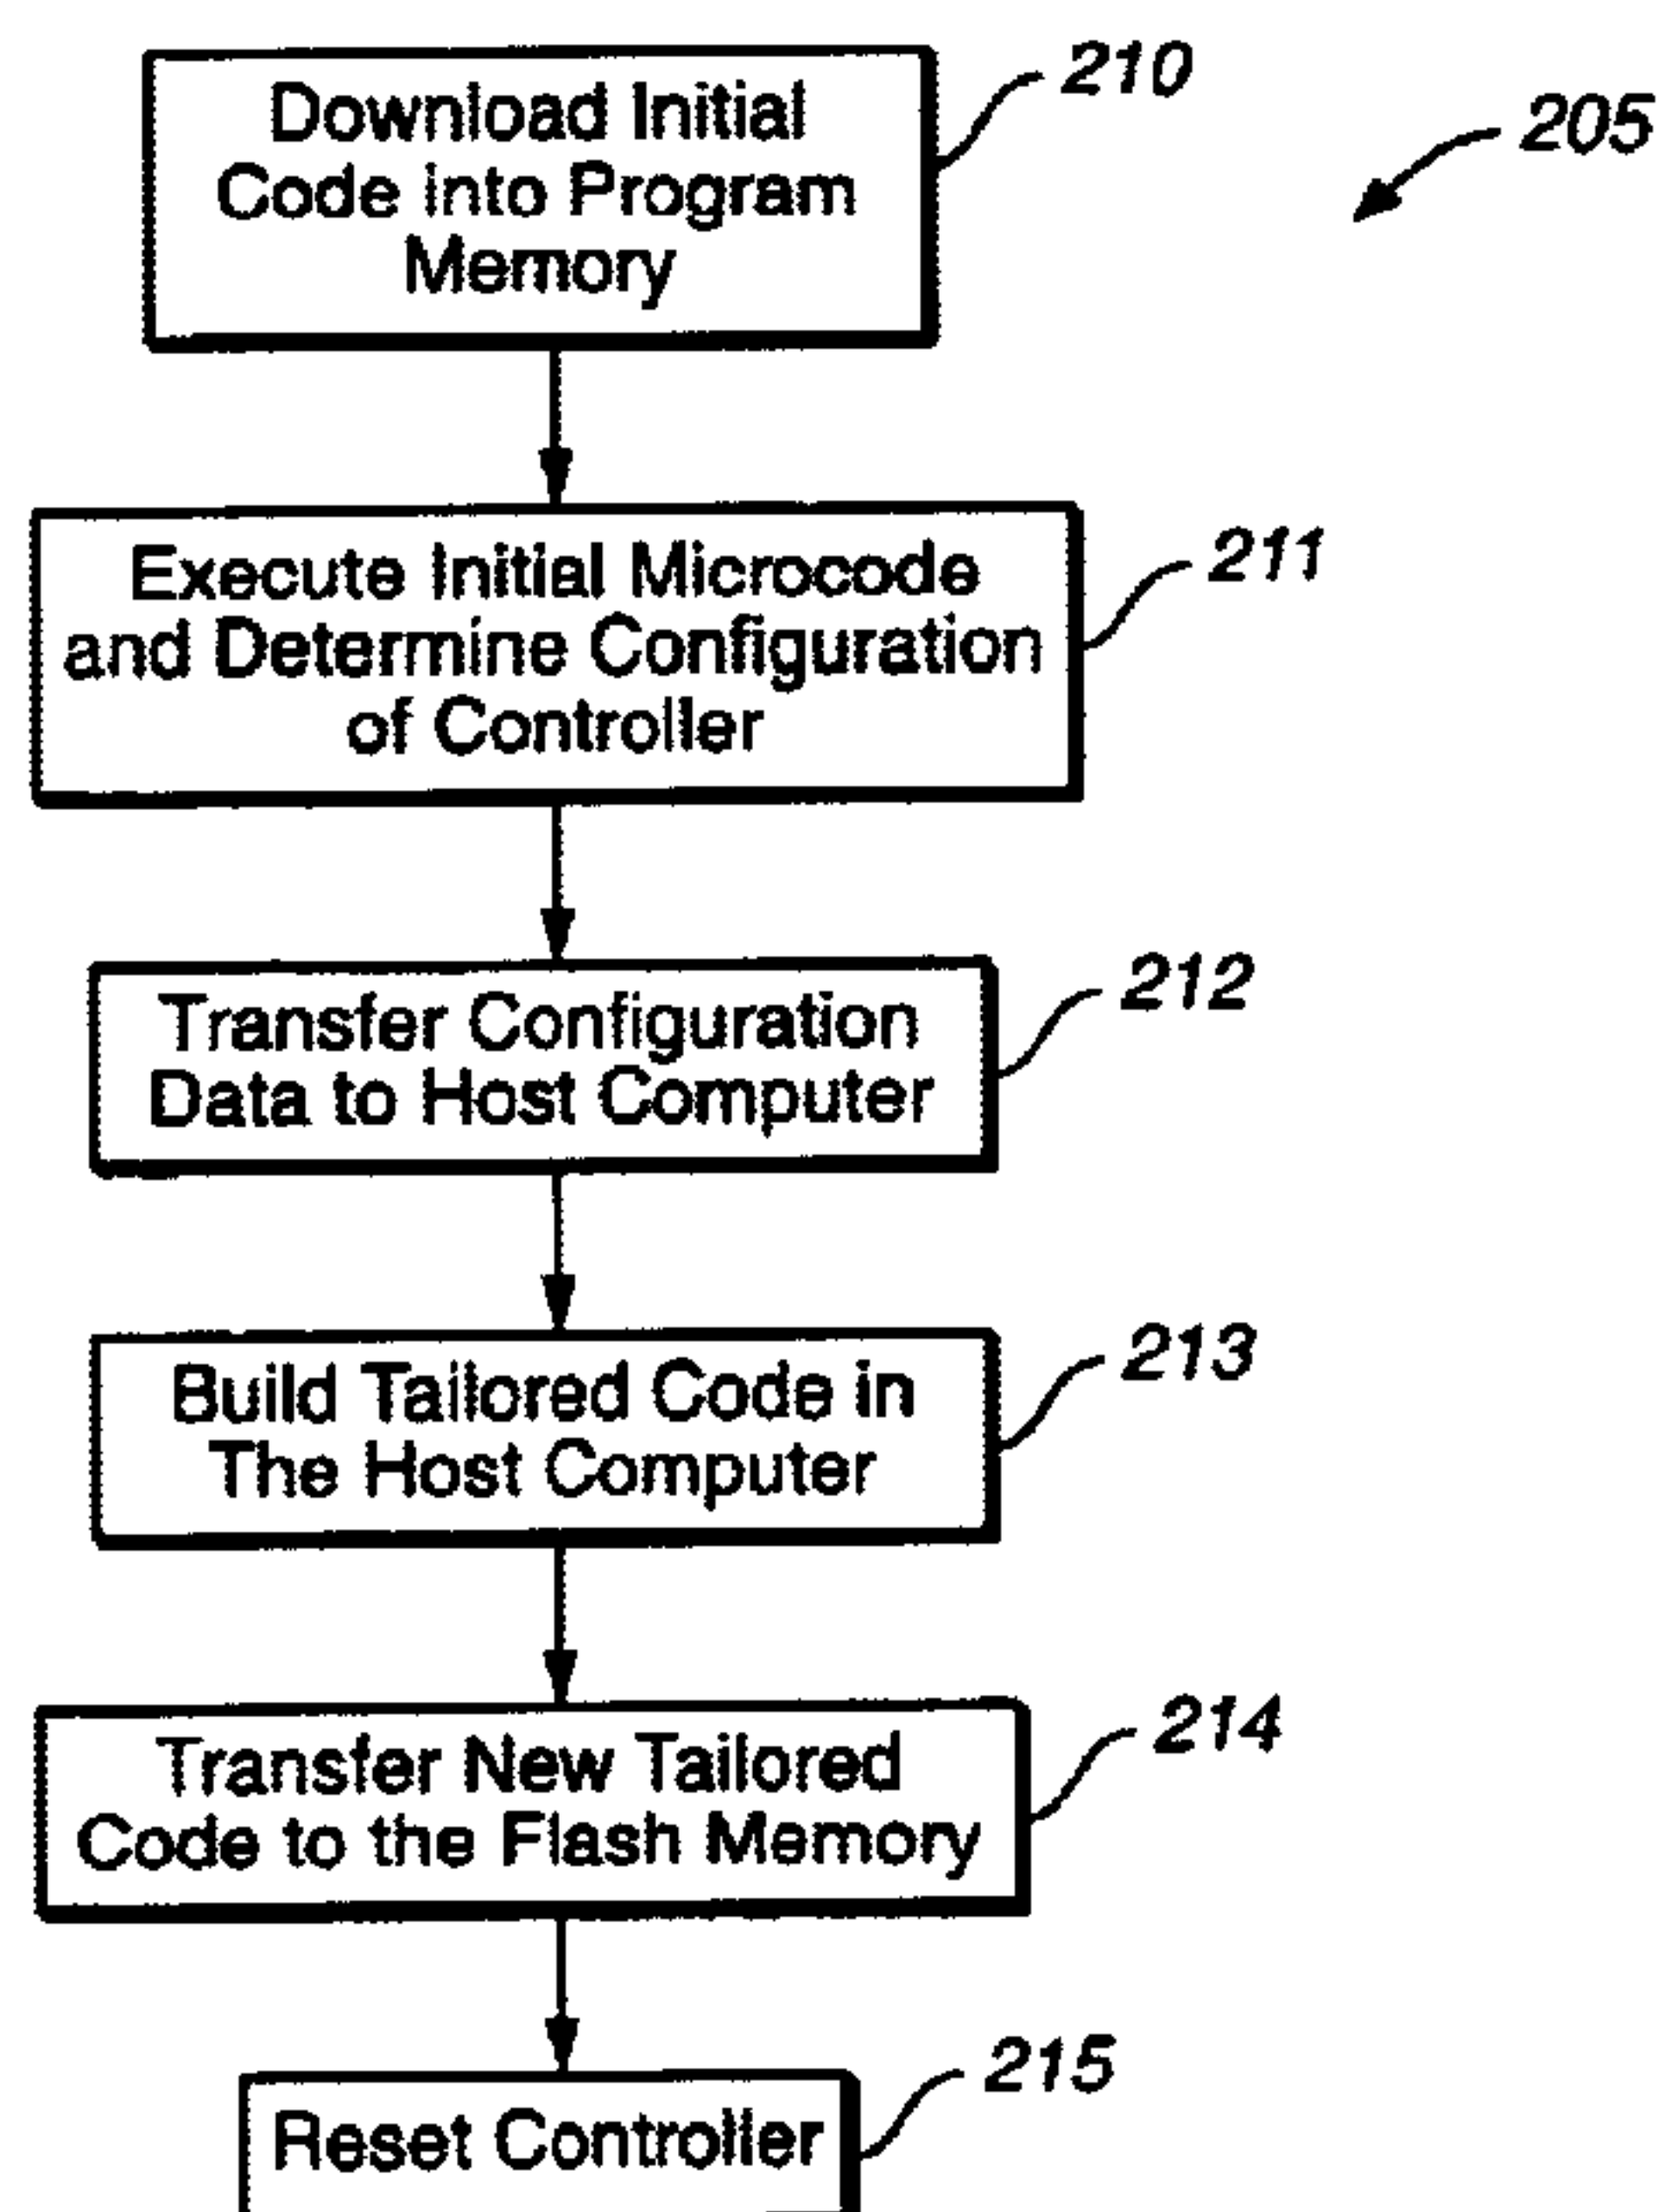 Download Initial
Code into Program
Memory
210
205
Execute Initial Microcode
and Determine Configuration
of Controller
211
Transfer Configuration
Data to Host Computer
212
Build Tailored Code in
The Host Computer
213
Transfer New Tailored
Code to the Flash Memory
214
Reset Controller
215